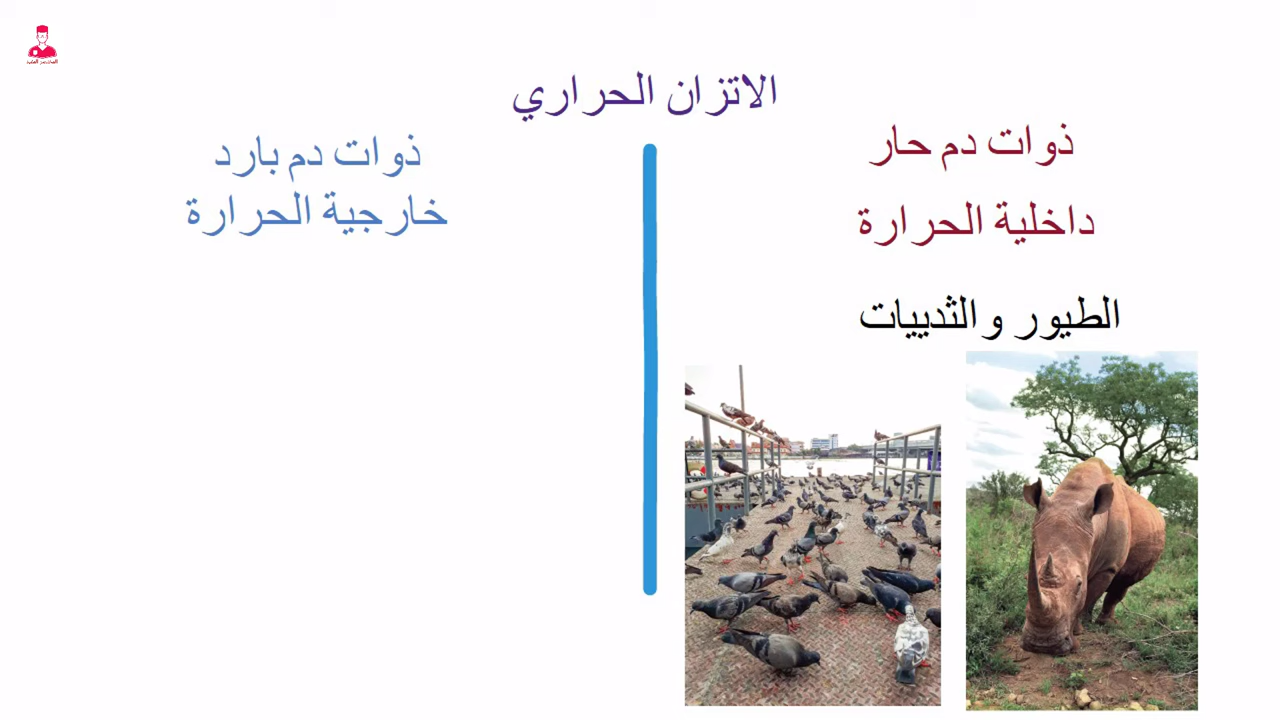 الاتزان الحراري
ذوات دم حار
داخلية الحرارة
الطيور والثدييات
ذوات دم بارد
خارجية الحرارة